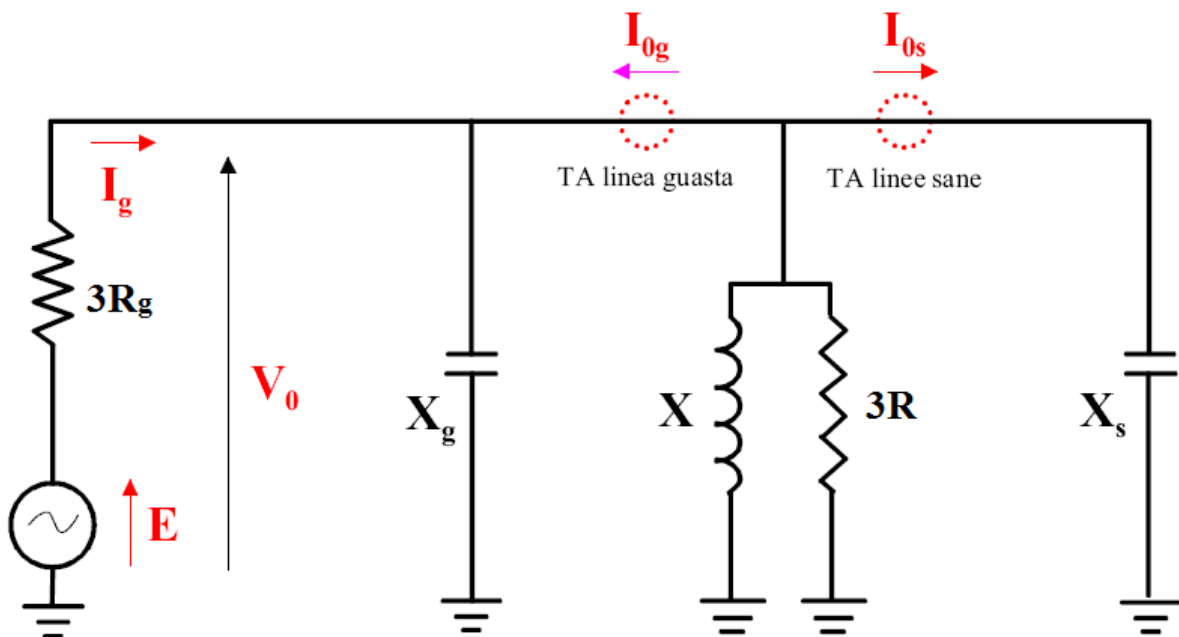 I0g
I0s
TA linea guasta
TA linee sane
Ig
3Rg
V0
Xg
X
3R
Xs
E